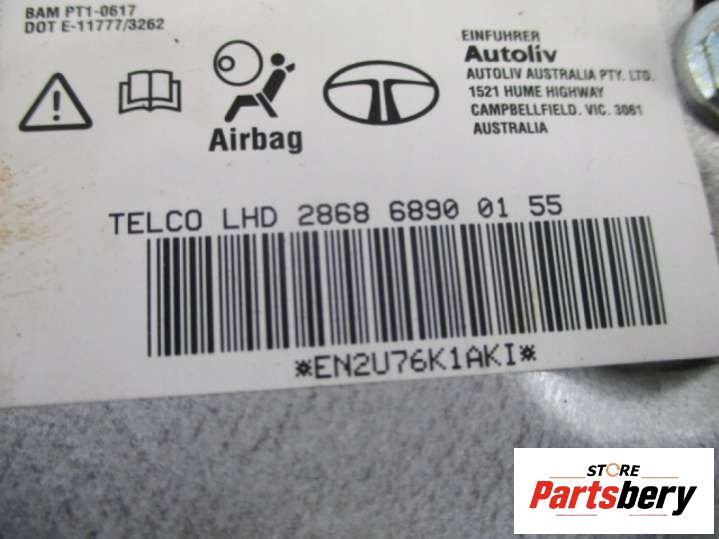 BAM PT1-0617
DOT E-11777/3262
Airbag
EINFUHRER
Autoliv
AUTOLIV AUSTRALIA PTY. LTD.
1521 HUME HIGHWAY
CAMPBELLFIELD. VIC. 3061
AUSTRALIA
TELCO LHD 2868 6890 01 55
*EN2U76K1AKI*
STORE
Partsbery